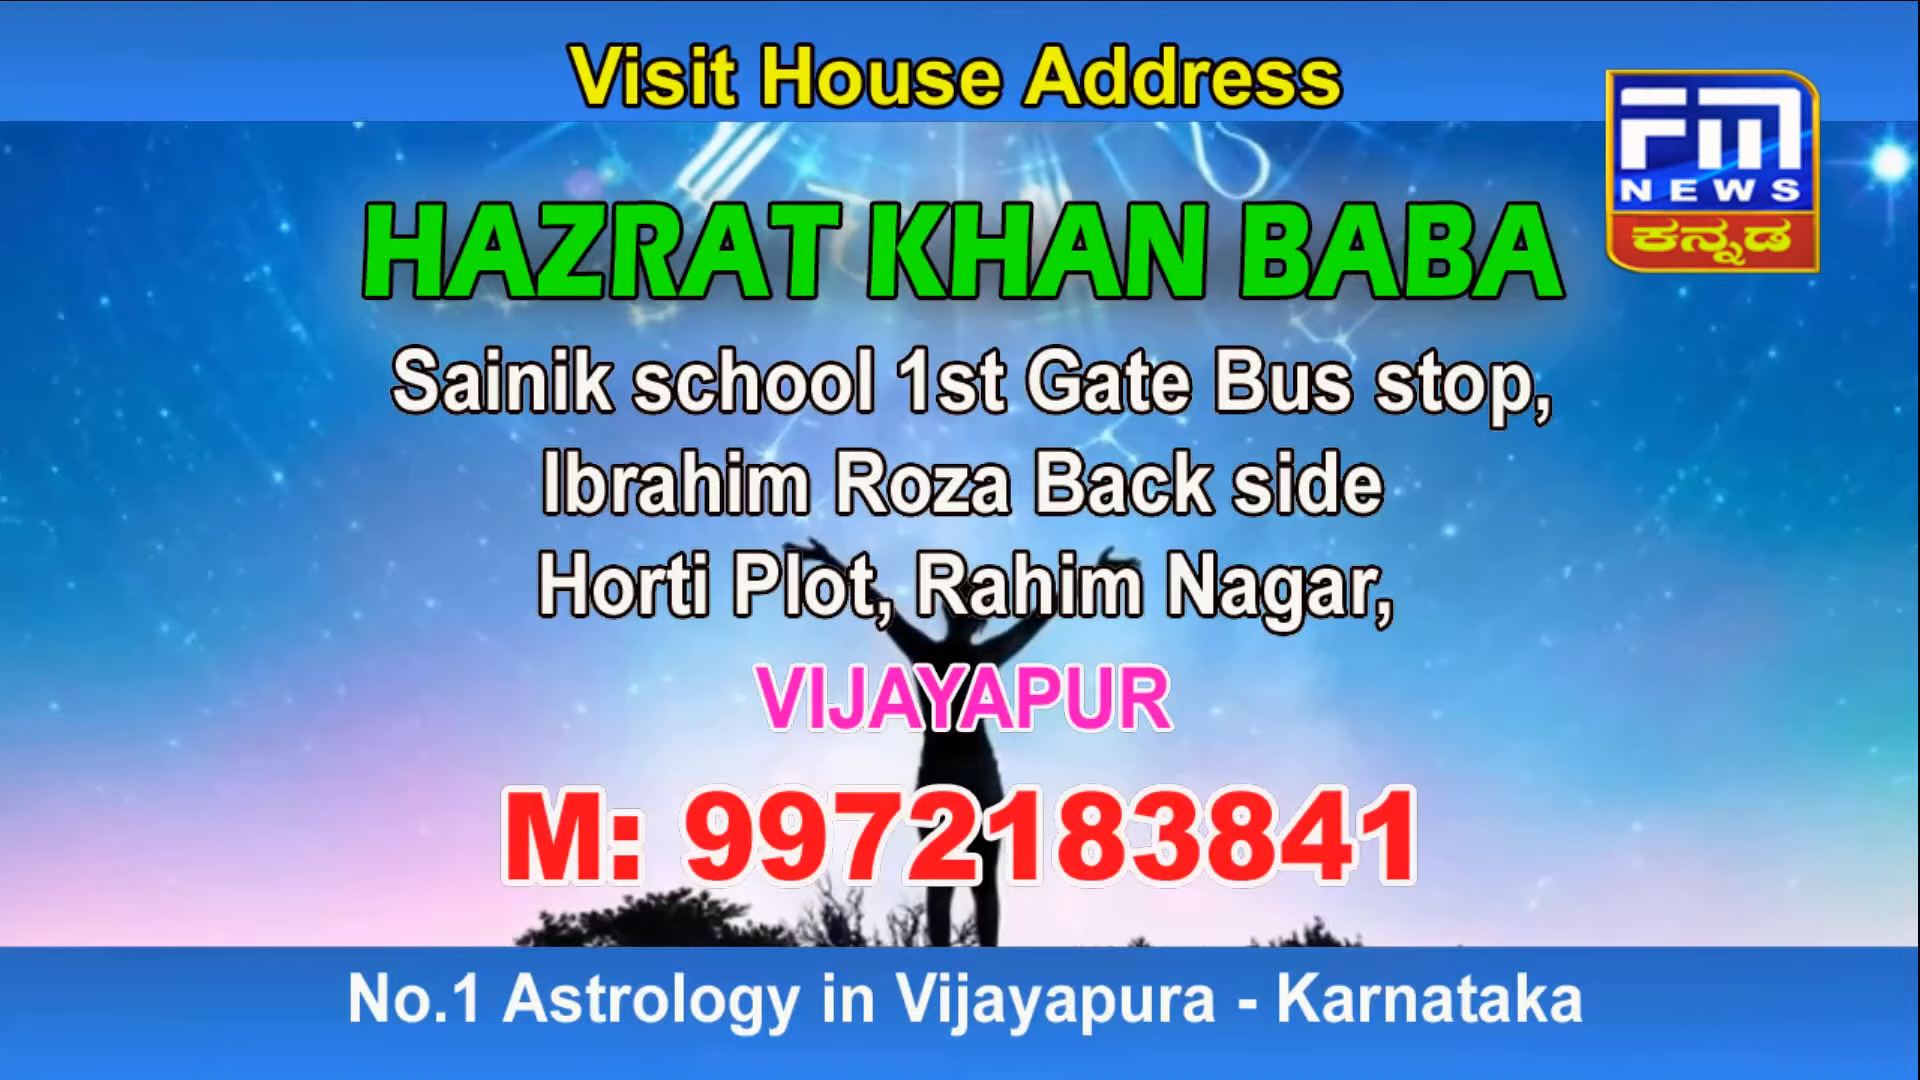 Visit House Address
FM
NEWS
ಕನ್ನಡ
HAZRAT KHAN BABA
Sainik school 1st Gate Bus stop,
Ibrahim Roza Back side
Horti Plot, Rahim Nagar,
VIJAYAPUR
M: 9972183841
No.1 Astrology in Vijayapura - Karnataka